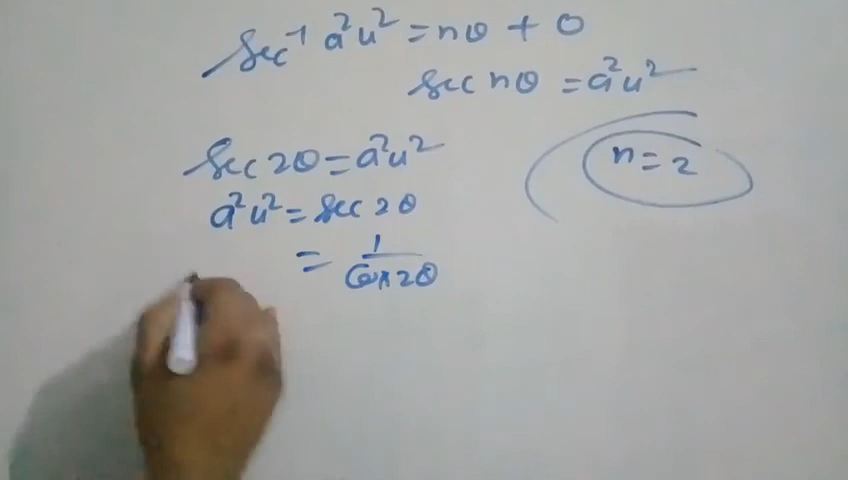 Sec⁻¹ a²u² = nθ + 0
Sec nθ = a²u²
n = 2
Sec 2θ = a²u²
a²u² = Sec 2θ
= 1/Cos 2θ